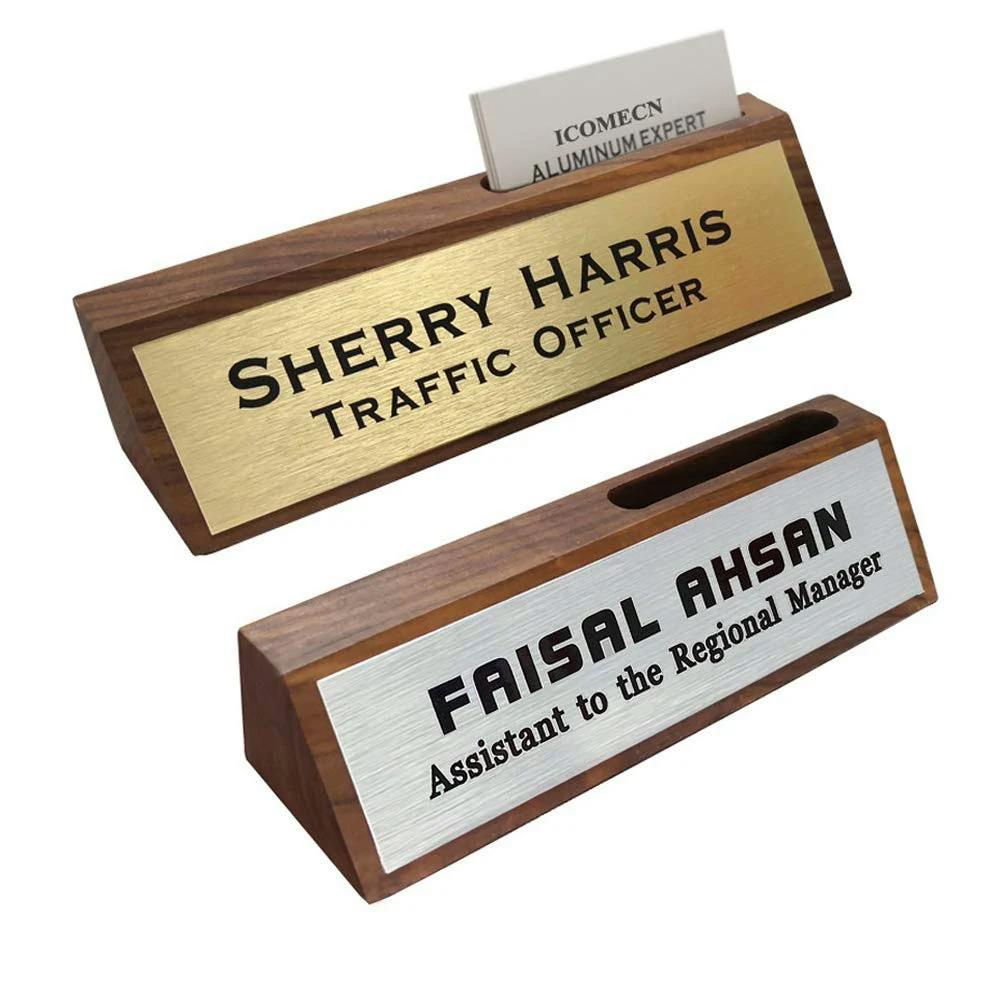 ICOMECN
ALUMINUM EXPERT
SHERRY HARRIS
TRAFFIC OFFICER
FAISAL AHSAN
Assistant to the Regional Manager